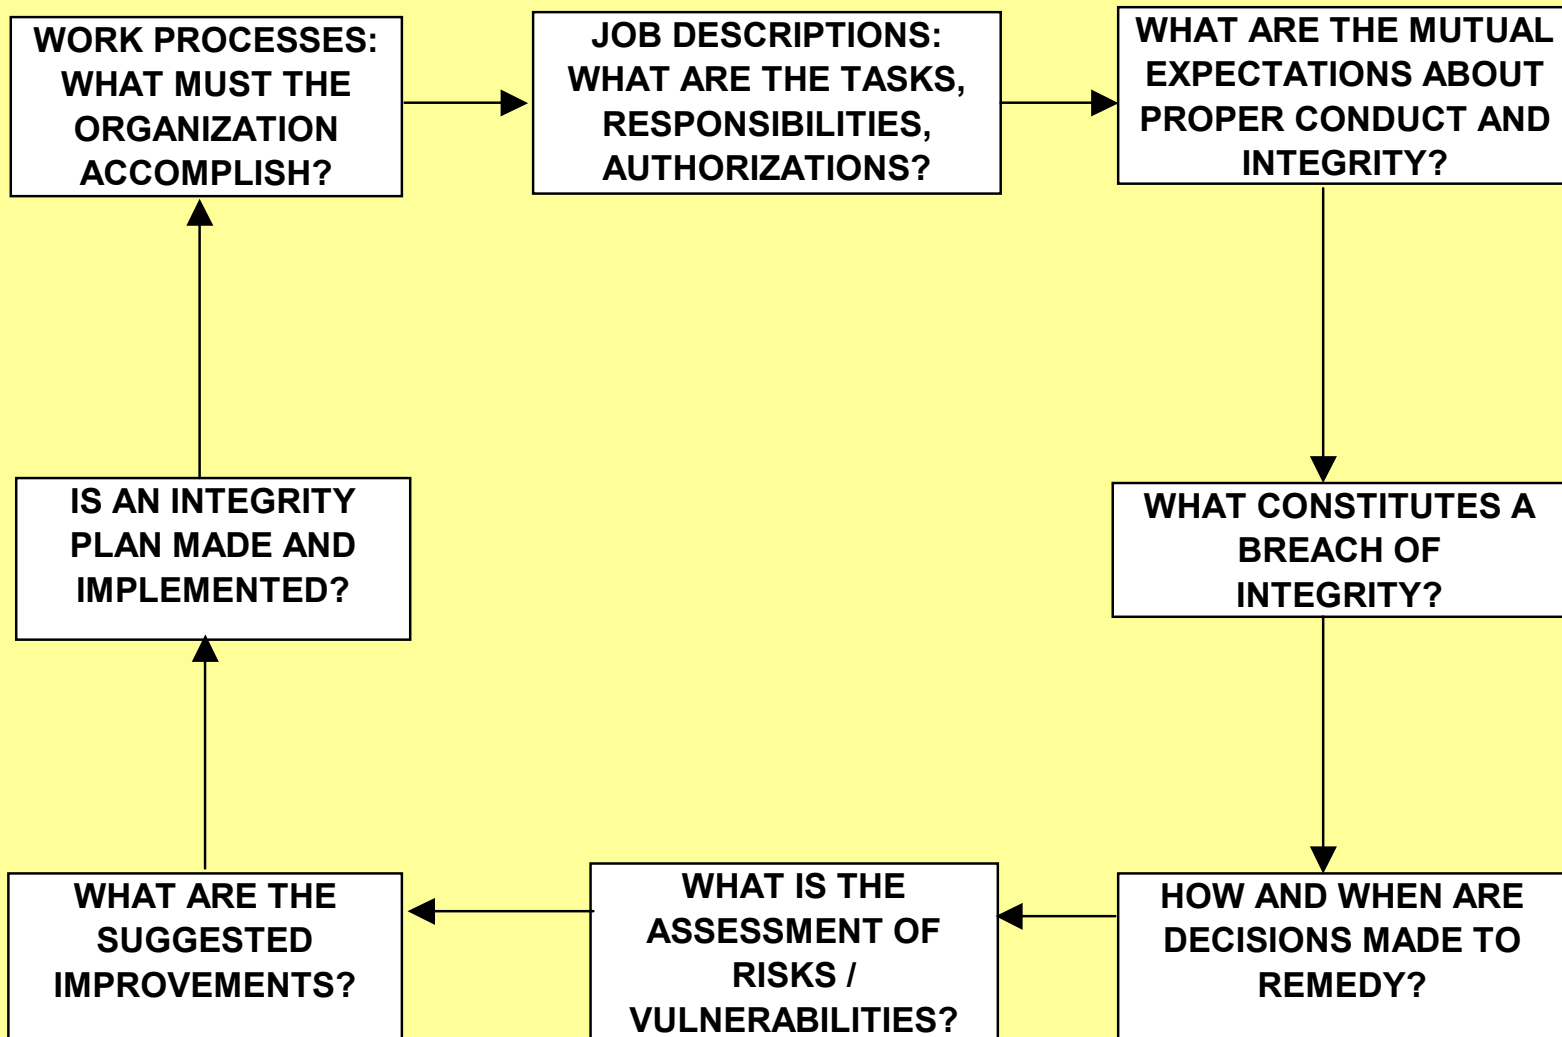 WORK PROCESSES:
WHAT MUST THE
ORGANIZATION
ACCOMPLISH?
JOB DESCRIPTIONS:
WHAT ARE THE TASKS,
RESPONSIBILITIES,
AUTHORIZATIONS?
WHAT ARE THE MUTUAL
EXPECTATIONS ABOUT
PROPER CONDUCT AND
INTEGRITY?
IS AN INTEGRITY
PLAN MADE AND
IMPLEMENTED?
WHAT CONSTITUTES A
BREACH OF
INTEGRITY?
WHAT ARE THE
SUGGESTED
IMPROVEMENTS?
WHAT IS THE
ASSESSMENT OF
RISKS /
VULNERABILITIES?
HOW AND WHEN ARE
DECISIONS MADE TO
REMEDY?